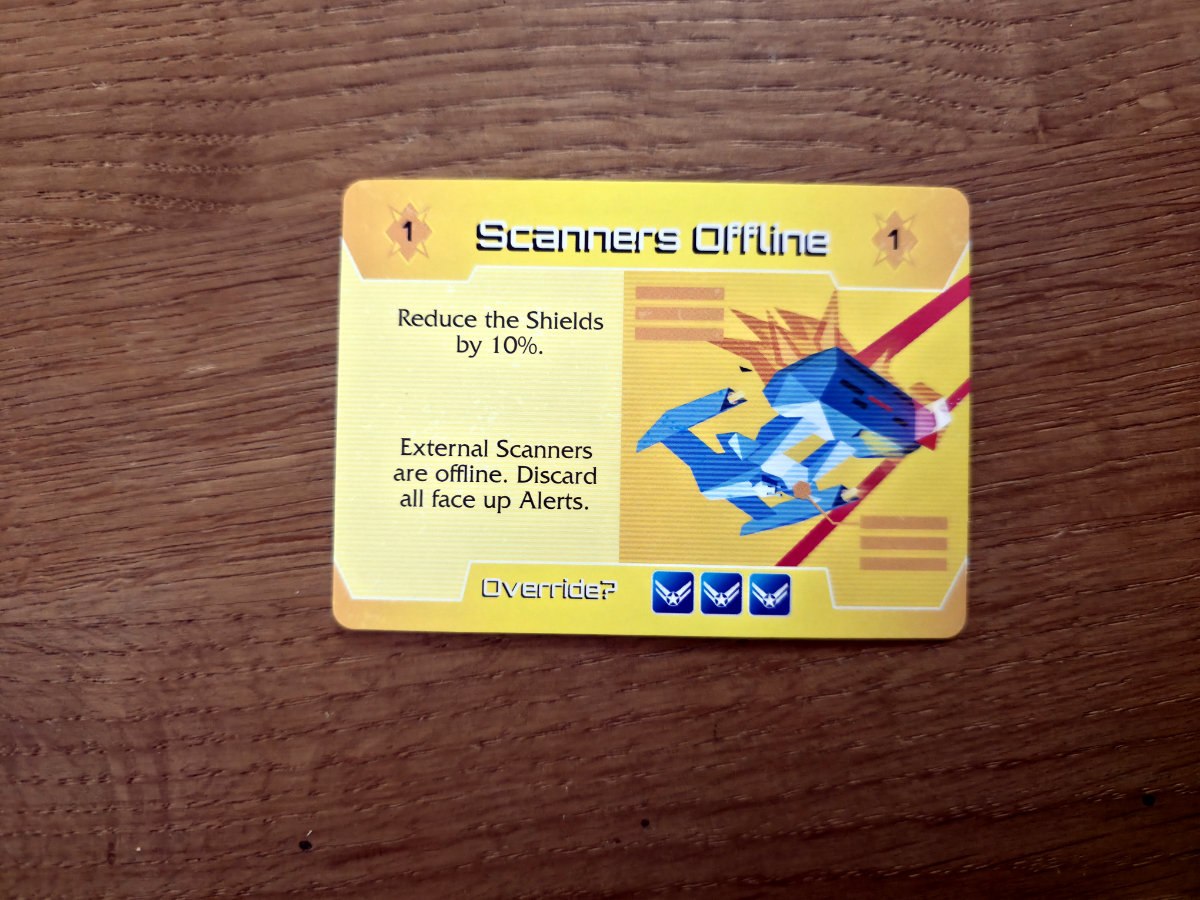 1
Scanners Offline
1
Reduce the Shields
by 10%.
External Scanners
are offline. Discard
all face up Alerts.
Override?